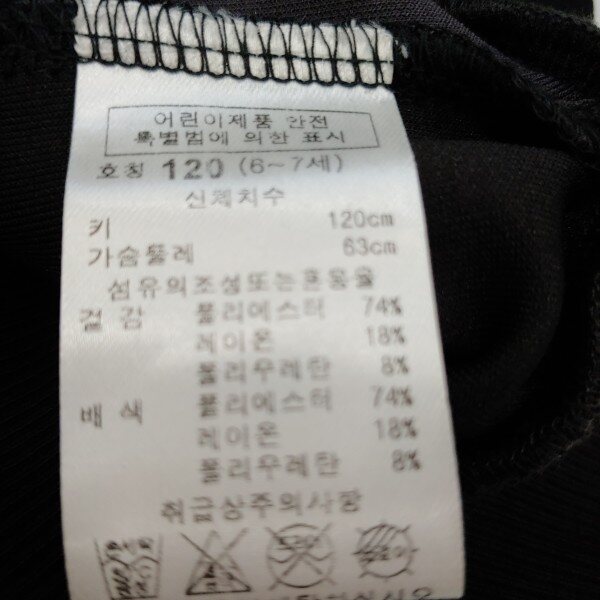 어린이제품 안전
특별법에 의한 표시
호칭 120 (6~7세)
신체치수
키 120cm
가슴둘레 63cm
섬유의조성또는혼용율
겉감 폴리에스터 74%
레이온 18%
폴리우레탄 8%
배색 폴리에스터 74%
레이온 18%
폴리우레탄 8%
취급상주의사항